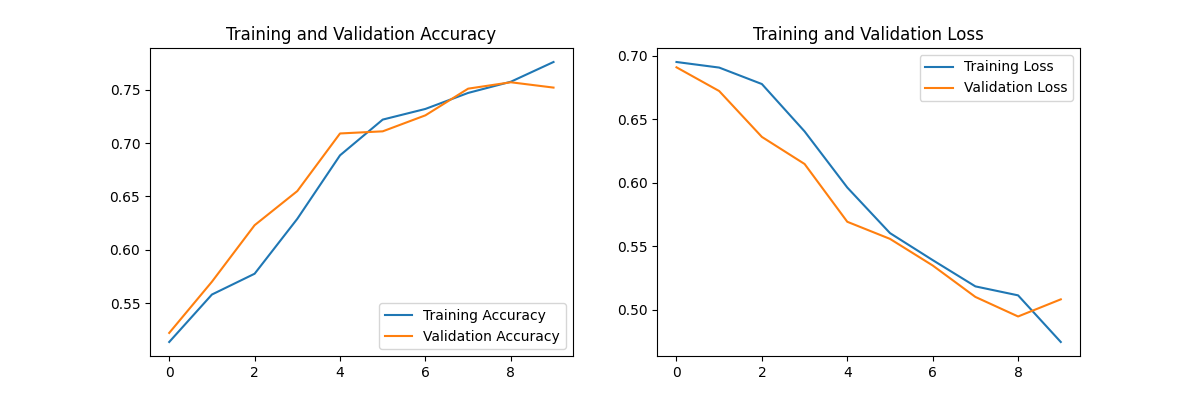 Training and Validation Accuracy
0.75
0.70
0.65
0.60
0.55
0 2 4 6 8
Training Accuracy
Validation Accuracy
Training and Validation Loss
0.70
0.65
0.60
0.55
0.50
0 2 4 6 8
Training Loss
Validation Loss